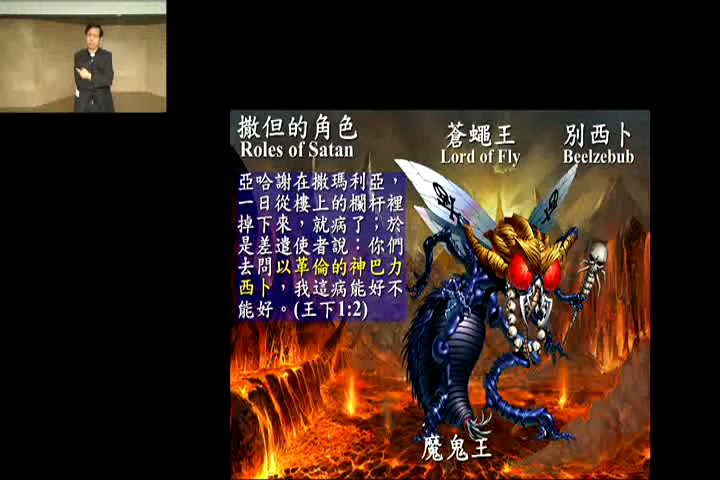 撒但的角色
Roles of Satan
蒼蠅王
Lord of Fly
別西卜
Beelzebub
亞哈謝在撒瑪利亞，
一日從樓上的欄杆裡
掉下來，就病了；於
是差遣使者說：你們
去問以革倫的神巴力
西卜，我這病能好不
能好。(王下1:2)
魔鬼王